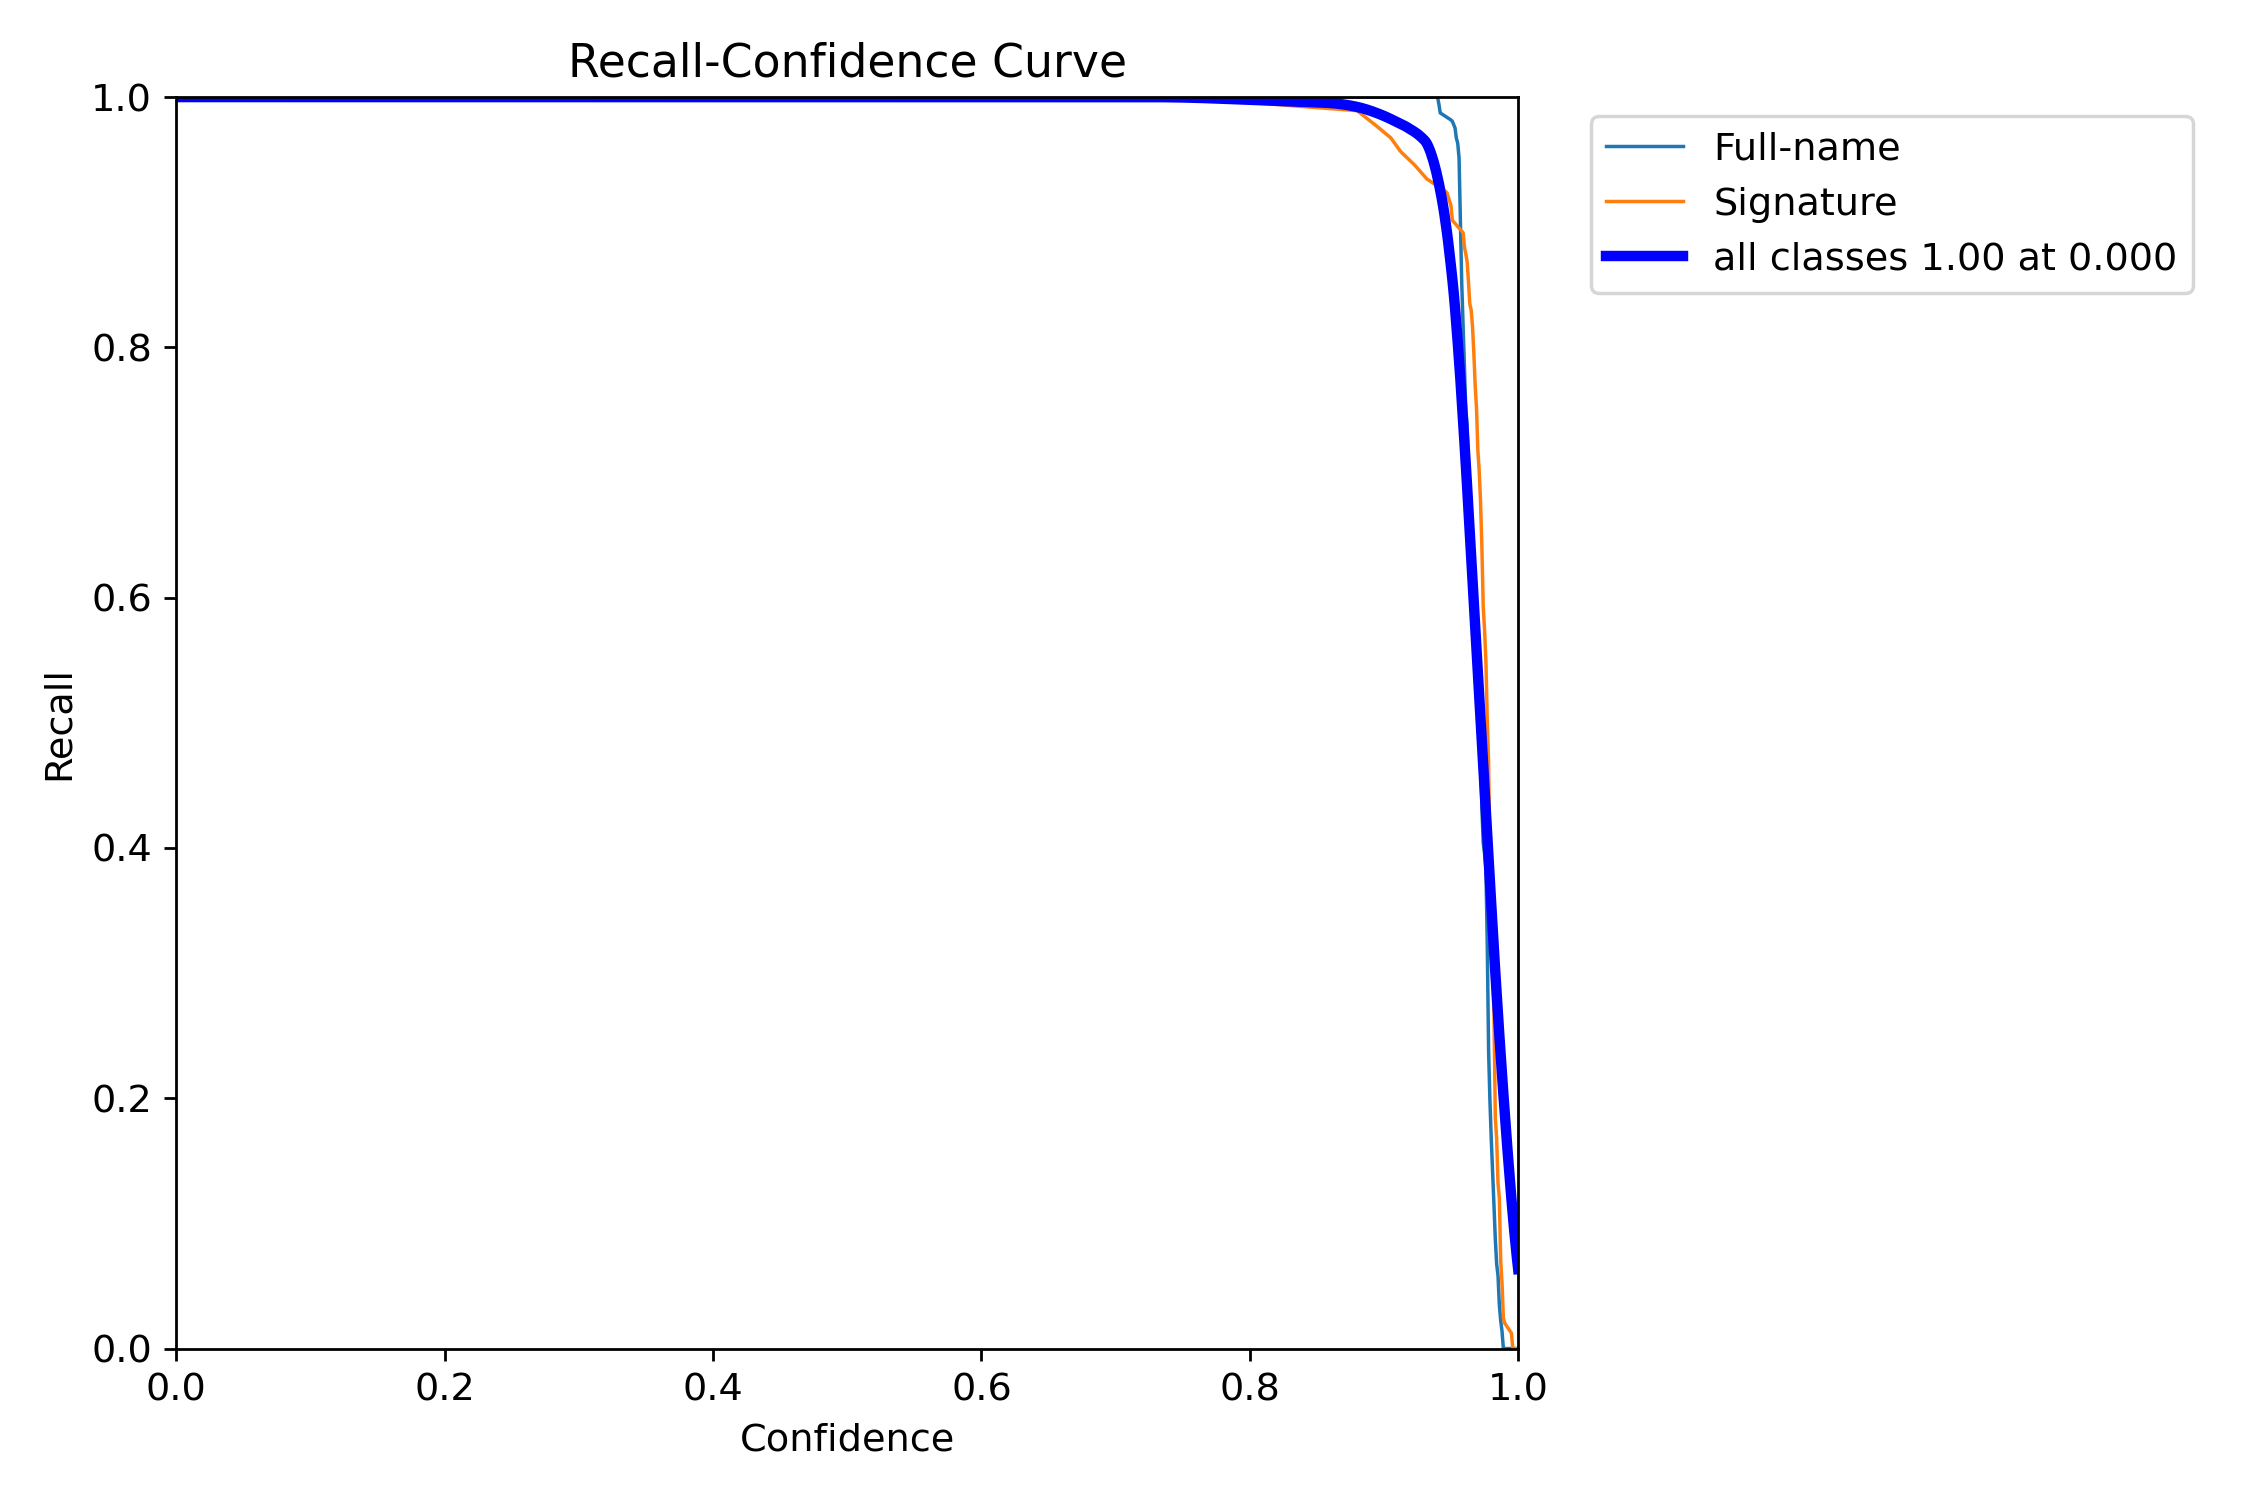 Recall-Confidence Curve
1.0
0.8
0.6
0.4
0.2
0.0
Recall
0.0 0.2 0.4 0.6 0.8 1.0
Confidence
Full-name
Signature
all classes 1.00 at 0.000